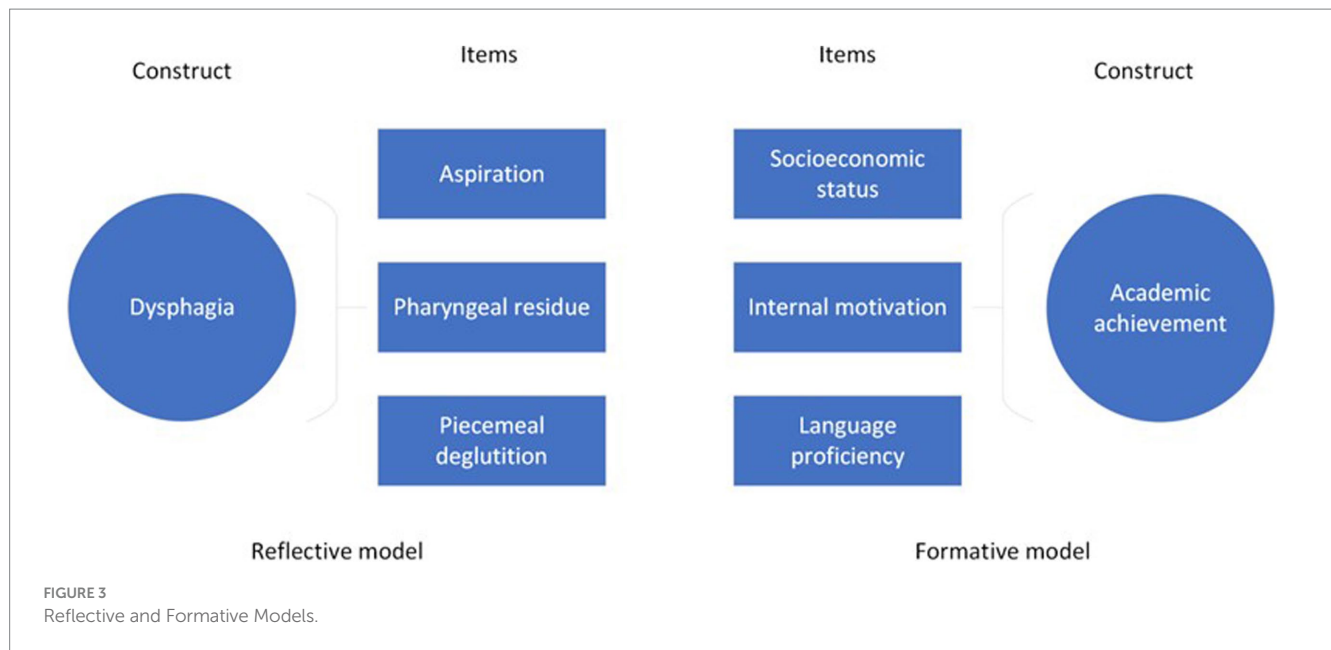 Construct
Items
Items
Construct
Aspiration
Socioeconomic
status
Dysphagia
Pharyngeal residue
Internal motivation
Academic
achievement
Piecemeal
deglutition
Language
proficiency
Reflective model
Formative model
FIGURE 3
Reflective and Formative Models.